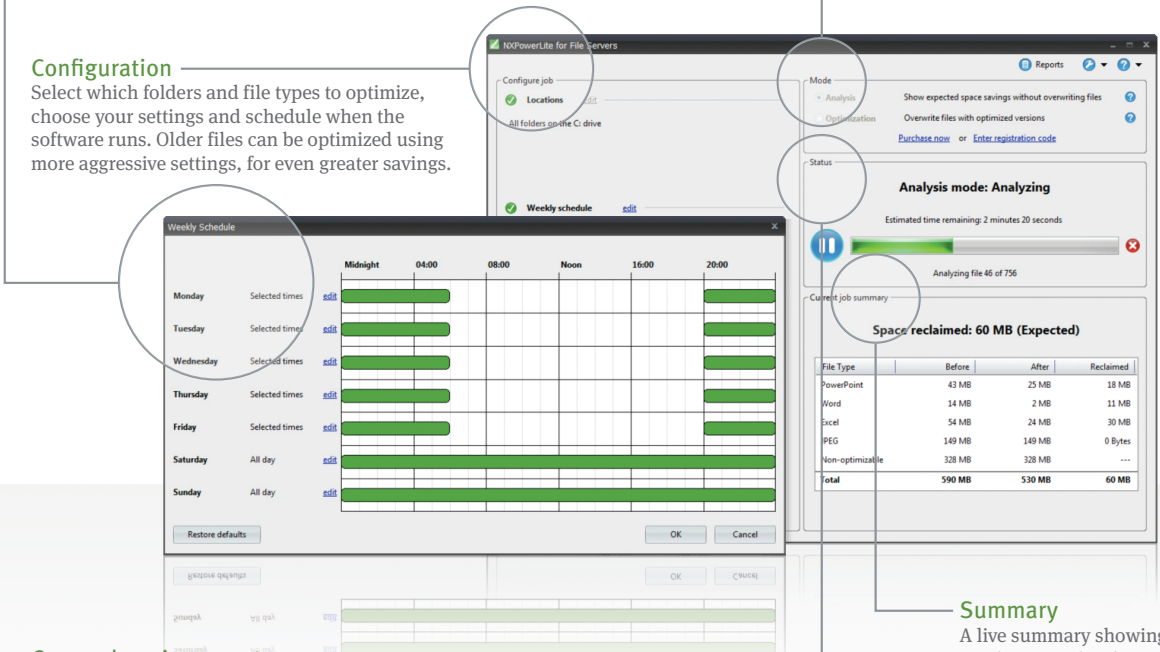 Configuration
Select which folders and file types to optimize,
choose your settings and schedule when the
software runs. Older files can be optimized using
more aggressive settings, for even greater savings.
NXPowerLite for File Servers
Reports
Configure job
Locations edit
All folders on the C: drive
Weekly schedule edit
Mode
Analysis Show expected space savings without overwriting files
Optimization Overwrite files with optimized versions
Purchase now or Enter registration code
Status
Analysis mode: Analyzing
Estimated time remaining: 2 minutes 20 seconds
Analyzing file 46 of 756
Current job summary
Space reclaimed: 60 MB (Expected)
File Type Before After Reclaimed
PowerPoint 43 MB 25 MB 18 MB
Word 14 MB 2 MB 11 MB
Excel 54 MB 24 MB 30 MB
JPEG 149 MB 149 MB 0 Bytes
Non-optimizable 328 MB 328 MB ---
Total 590 MB 530 MB 60 MB
Weekly Schedule
Midnight 04:00 08:00 Noon 16:00 20:00
Monday Selected times edit
Tuesday Selected times edit
Wednesday Selected times edit
Thursday Selected times edit
Friday Selected times edit
Saturday All day edit
Sunday All day edit
Restore defaults OK Cancel
Summary
A live summary showing